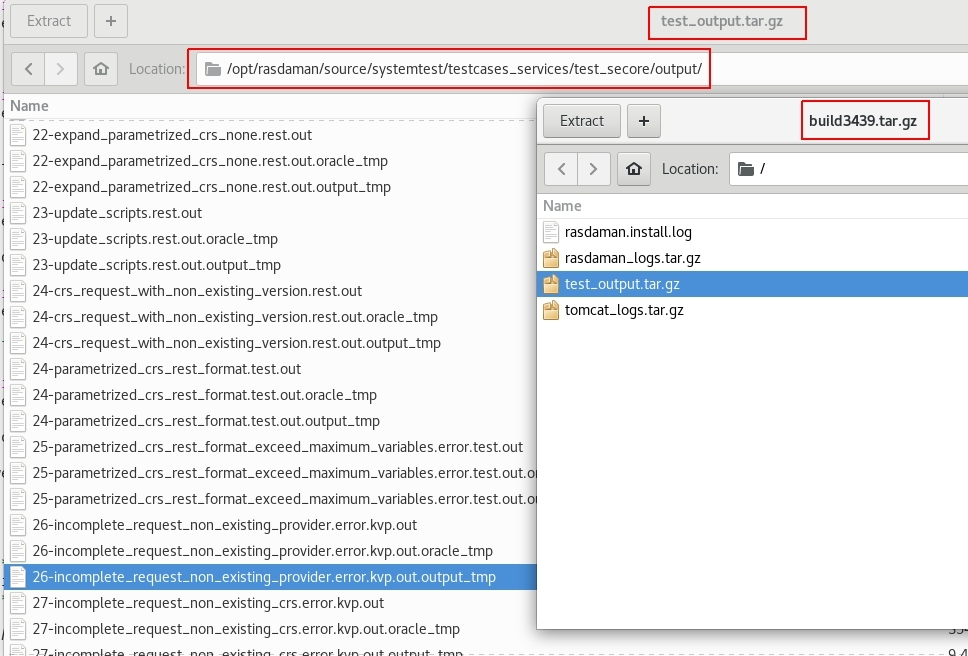 Extract
+
test_output.tar.gz
Location:
/opt/rasdaman/source/systemtest/testcases_services/test_secore/output/
Name
22-expand_parametrized_crs_none.rest.out
22-expand_parametrized_crs_none.rest.out.oracle_tmp
22-expand_parametrized_crs_none.rest.out.output_tmp
23-update_scripts.rest.out
23-update_scripts.rest.out.oracle_tmp
23-update_scripts.rest.out.output_tmp
24-crs_request_with_non_existing_version.rest.out
24-crs_request_with_non_existing_version.rest.out.oracle_tmp
24-crs_request_with_non_existing_version.rest.out.output_tmp
24-parametrized_crs_rest_format.test.out
24-parametrized_crs_rest_format.test.out.oracle_tmp
24-parametrized_crs_rest_format.test.out.output_tmp
25-parametrized_crs_rest_format_exceed_maximum_variables.error.test.out
25-parametrized_crs_rest_format_exceed_maximum_variables.error.test.out.o
25-parametrized_crs_rest_format_exceed_maximum_variables.error.test.out.o
26-incomplete_request_non_existing_provider.error.kvp.out
26-incomplete_request_non_existing_provider.error.kvp.out.oracle_tmp
26-incomplete_request_non_existing_provider.error.kvp.out.output_tmp
27-incomplete_request_non_existing_crs.error.kvp.out
27-incomplete_request_non_existing_crs.error.kvp.out.oracle_tmp
27-incomplete_request_non_existing_crs.error.kvp.out.output_tmp
Extract
+
build3439.tar.gz
Location:
/
Name
rasdaman.install.log
rasdaman_logs.tar.gz
test_output.tar.gz
tomcat_logs.tar.gz